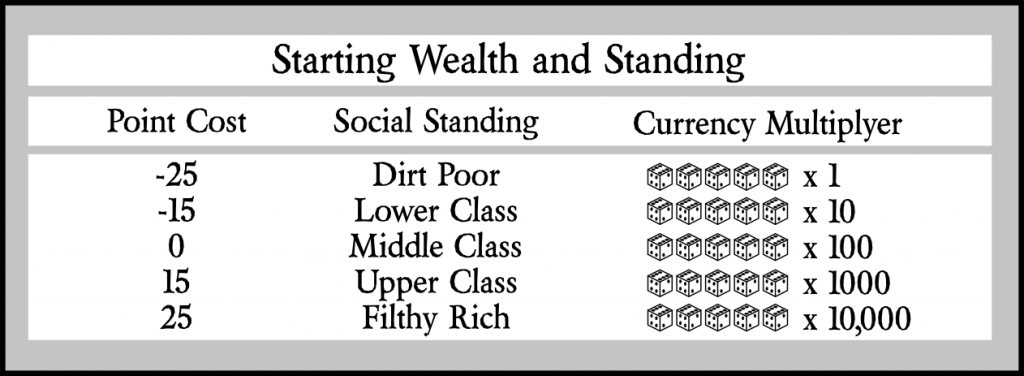 Starting Wealth and Standing
Point Cost Social Standing Currency Multiplyer
-25 Dirt Poor x 1
-15 Lower Class x 10
0 Middle Class x 100
15 Upper Class x 1000
25 Filthy Rich x 10,000